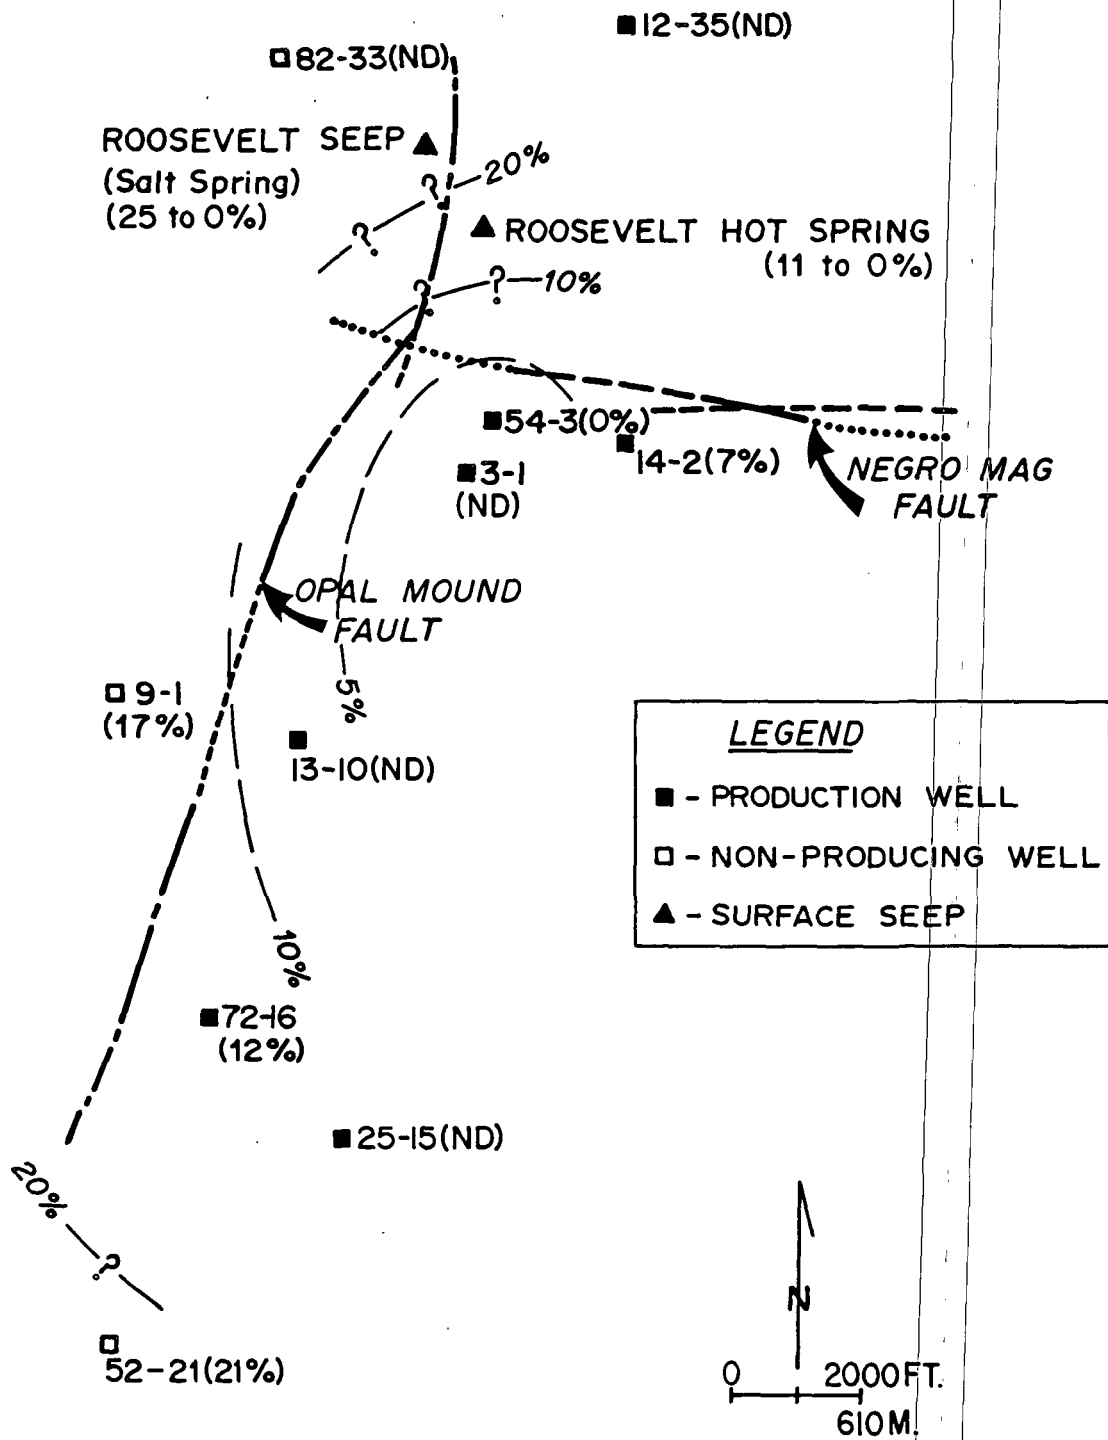 12-35(ND)
82-33(ND)
ROOSEVELT SEEP
(Salt Spring)
(25 to 0%)
20%
?
?
ROOSEVELT HOT SPRING
(11 to 0%)
?
?
10%
54-3(0%)
14-2(7%)
3-1
(ND)
NEGRO MAG
FAULT
OPAL MOUND
FAULT
5%
9-1
(17%)
13-10(ND)
LEGEND
- PRODUCTION WELL
- NON-PRODUCING WELL
- SURFACE SEEP
10%
72-16
(12%)
25-15(ND)
20%
?
52-21(21%)
N
0 2000FT.
610M.